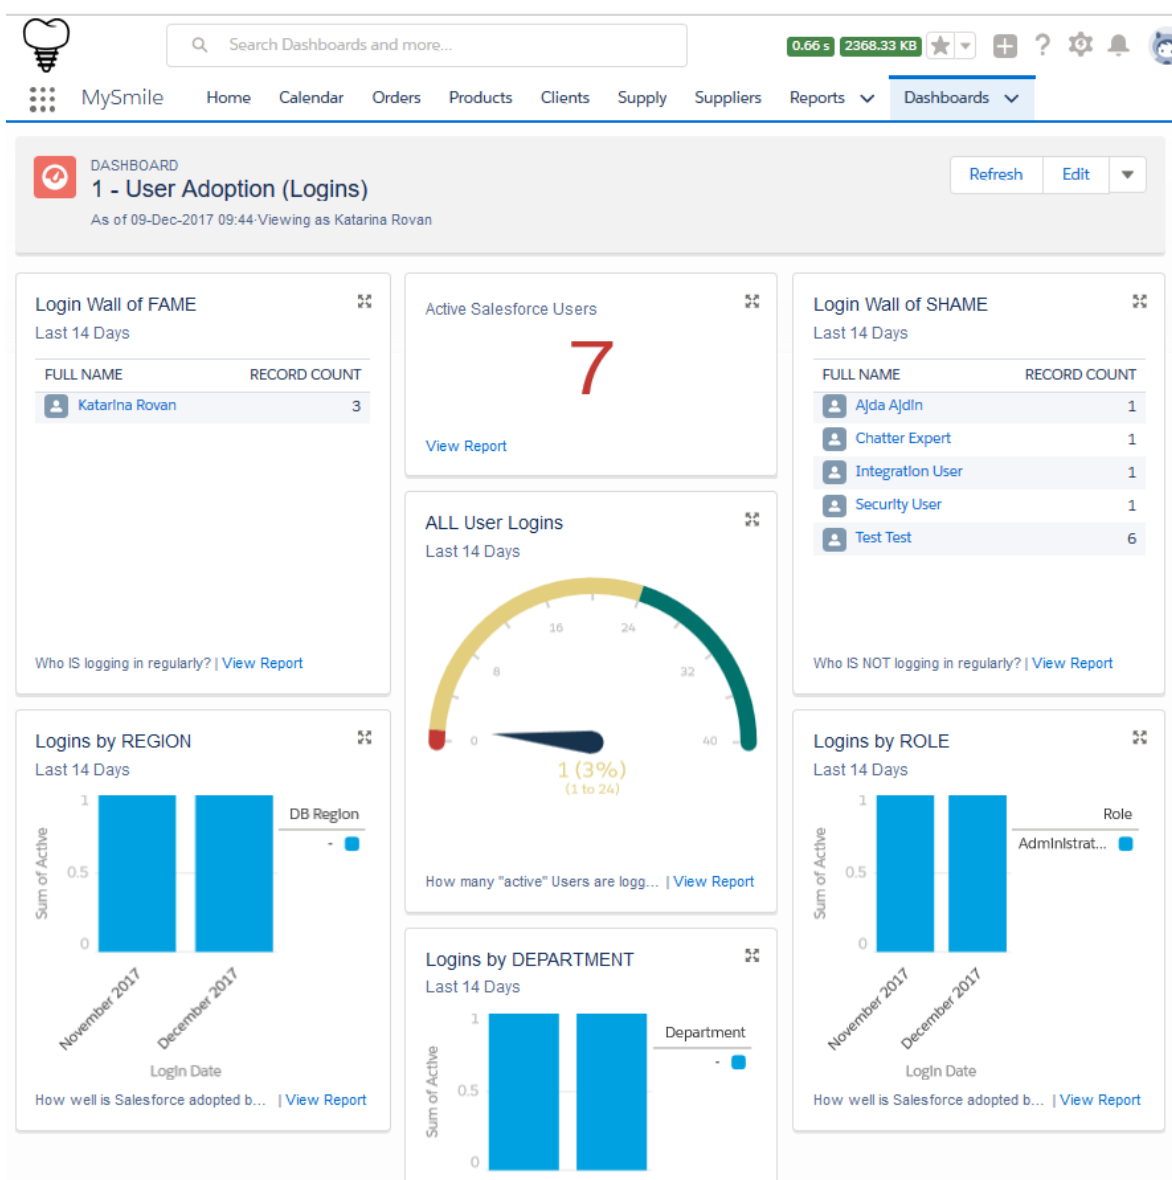 Search Dashboards and more...
0.66 s 2368.33 KB
MySmile Home Calendar Orders Products Clients Supply Suppliers Reports Dashboards
DASHBOARD
1 - User Adoption (Logins)
As of 09-Dec-2017 09:44·Viewing as Katarina Rovan
Refresh Edit
Login Wall of FAME
Last 14 Days
FULL NAME RECORD COUNT
Katarina Rovan 3
Who IS logging in regularly? | View Report
Active Salesforce Users
7
View Report
Login Wall of SHAME
Last 14 Days
FULL NAME RECORD COUNT
Ajda Ajdin 1
Chatter Expert 1
Integration User 1
Security User 1
Test Test 6
Who IS NOT logging in regularly? | View Report
ALL User Logins
Last 14 Days
0 8 16 24 32 40
1 (3%)
(1 to 24)
How many "active" Users are logg... | View Report
Logins by REGION
Last 14 Days
Sum of Active
1
0.5
0
DB Region
-
November 2017 December 2017
Login Date
How well is Salesforce adopted b... | View Report
Logins by DEPARTMENT
Last 14 Days
Sum of Active
1
0.5
0
Department
-
Logins by ROLE
Last 14 Days
Sum of Active
1
0.5
0
Role
Administrat...
November 2017 December 2017
Login Date
How well is Salesforce adopted b... | View Report